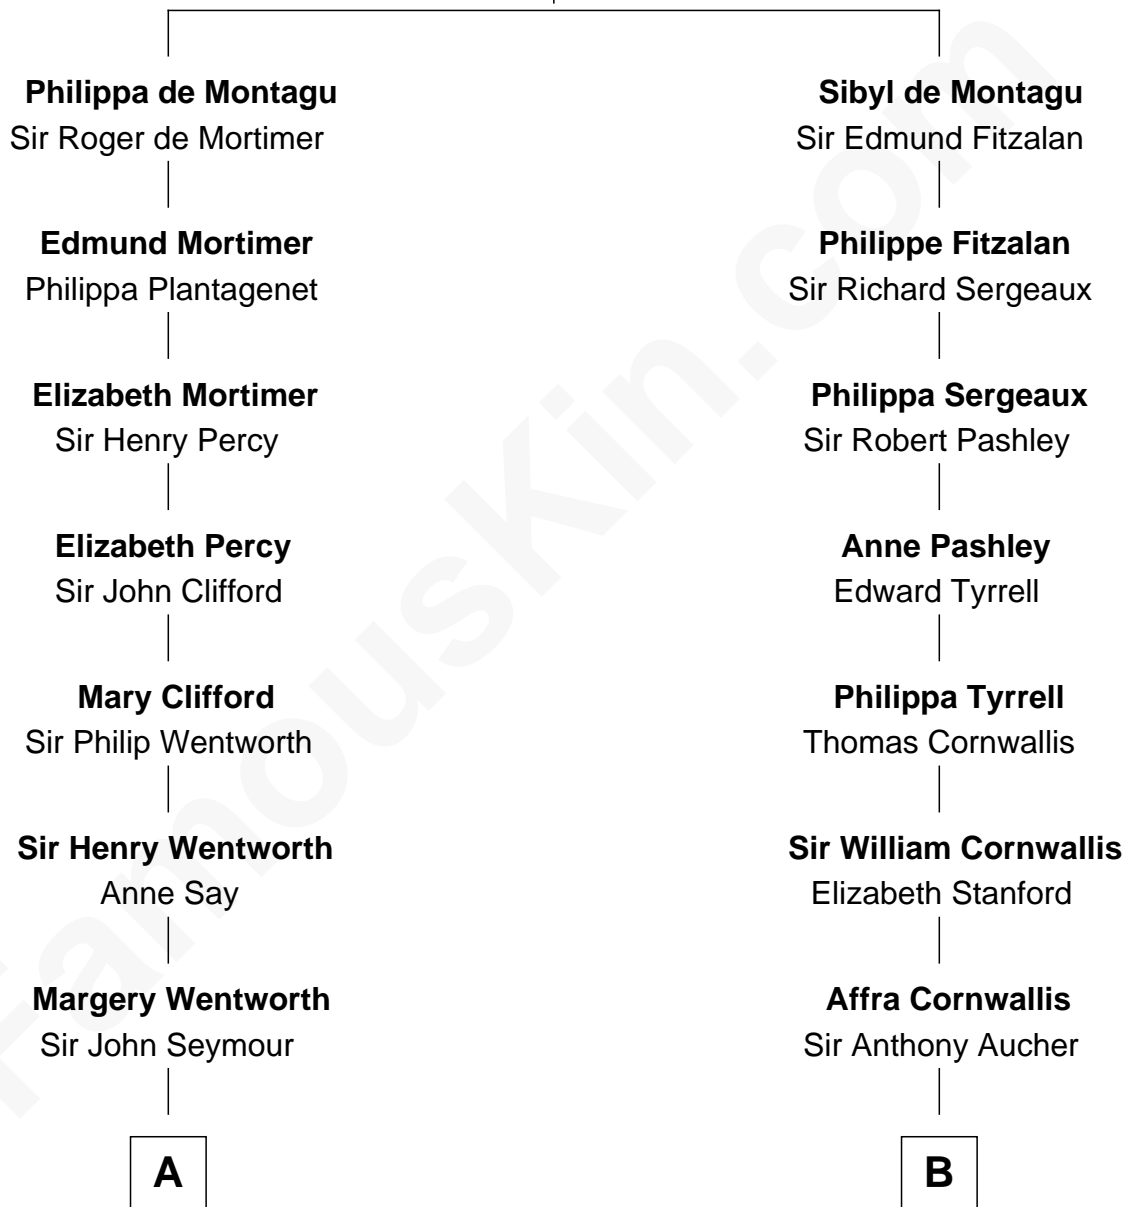 Philippa de Montagu
Sir Roger de Mortimer
Sibyl de Montagu
Sir Edmund Fitzalan
Edmund Mortimer
Philippa Plantagenet
Philippe Fitzalan
Sir Richard Sergeaux
Elizabeth Mortimer
Sir Henry Percy
Philippa Sergeaux
Sir Robert Pashley
Elizabeth Percy
Sir John Clifford
Anne Pashley
Edward Tyrrell
Mary Clifford
Sir Philip Wentworth
Philippa Tyrrell
Thomas Cornwallis
Sir Henry Wentworth
Anne Say
Sir William Cornwallis
Elizabeth Stanford
Margery Wentworth
Sir John Seymour
Affra Cornwallis
Sir Anthony Aucher
A
B
FamousKin.com